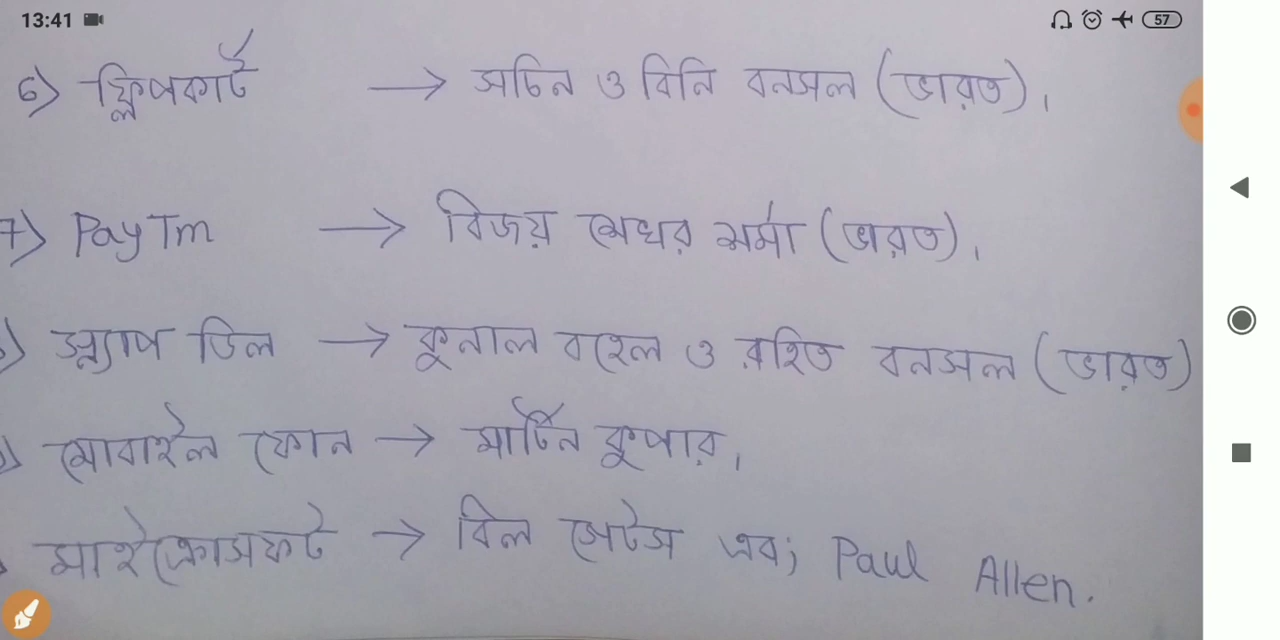 13:41 57
6) ফ্লিপকার্ট → সচিন ও বিনি বনসল (ভারত)।
7) PayTm → বিজয় শেখর শর্মা (ভারত)।
) স্ন্যাপ ডিল → কুনাল বহেল ও রহিত বনসল (ভারত)
) মোবাইল ফোন → মার্টিন কুপার।
মাইক্রোসফট → বিল গেটস এবং Paul Allen.